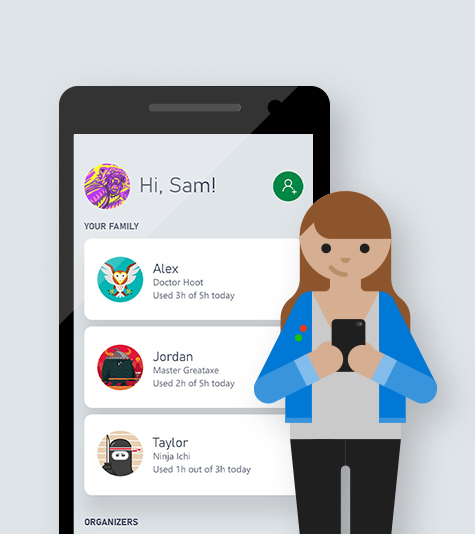 Hi, Sam!
YOUR FAMILY
Alex
Doctor Hoot
Used 3h of 5h today
Jordan
Master Greataxe
Used 2h of 5h today
Taylor
Ninja Ichi
Used 1h out of 3h today
ORGANIZERS